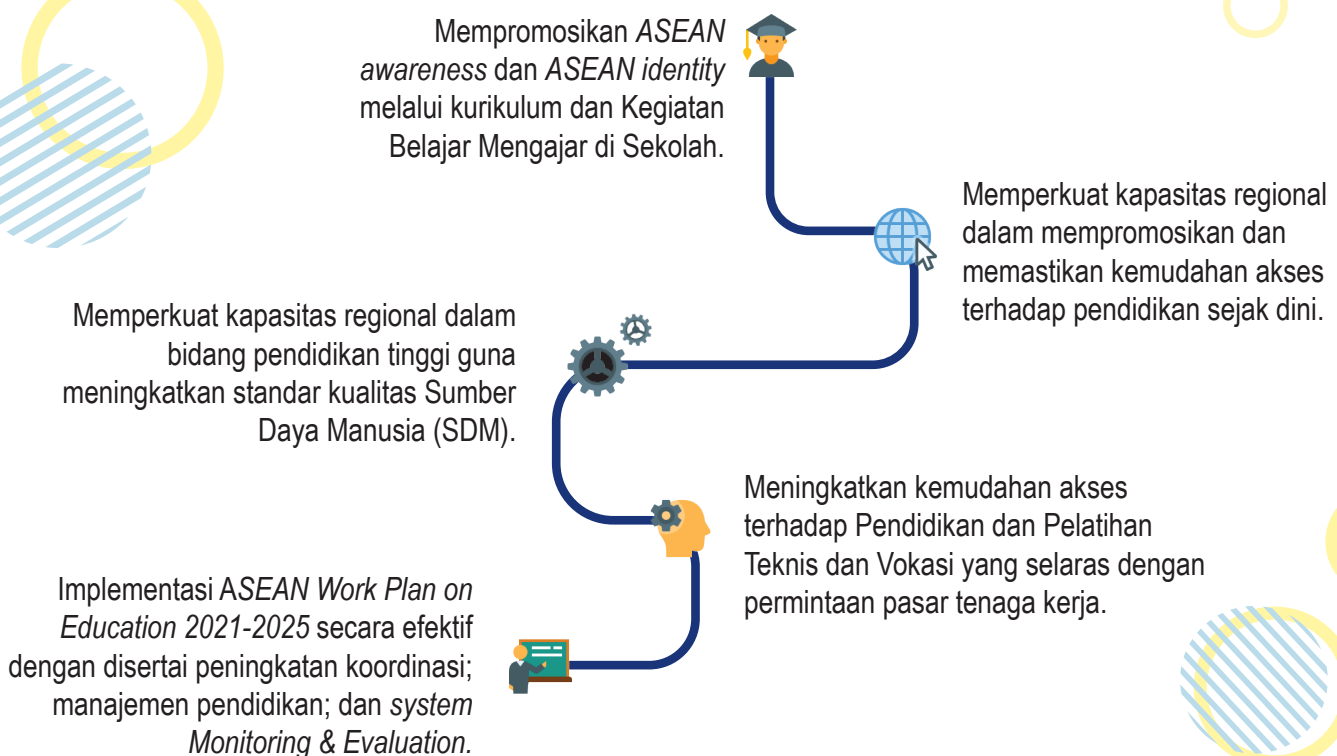 Mempromosikan ASEAN
awareness dan ASEAN identity
melalui kurikulum dan Kegiatan
Belajar Mengajar di Sekolah.
Memperkuat kapasitas regional
dalam mempromosikan dan
memastikan kemudahan akses
terhadap pendidikan sejak dini.
Memperkuat kapasitas regional dalam
bidang pendidikan tinggi guna
meningkatkan standar kualitas Sumber
Daya Manusia (SDM).
Meningkatkan kemudahan akses
terhadap Pendidikan dan Pelatihan
Teknis dan Vokasi yang selaras dengan
permintaan pasar tenaga kerja.
Implementasi ASEAN Work Plan on
Education 2021-2025 secara efektif
dengan disertai peningkatan koordinasi;
manajemen pendidikan; dan system
Monitoring & Evaluation.